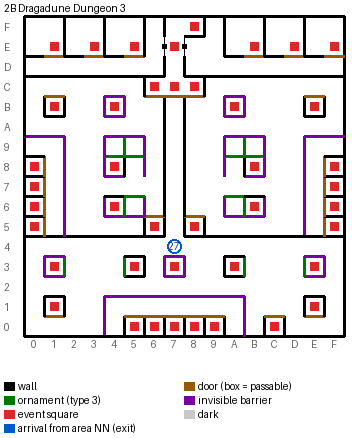 2B Dragadune Dungeon 3
F
E
D
C
B
A
9
8
7
6
5
4
27
3
2
1
0
0 1 2 3 4 5 6 7 8 9 A B C D E F
wall
door (box = passable)
ornament (type 3)
invisible barrier
event square
dark
arrival from area NN (exit)